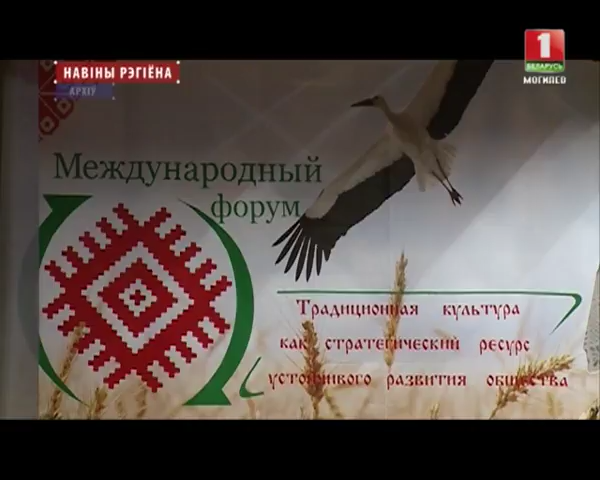 НАВІНЫ РЭГІЁНА
АРХІЎ
1
БЕЛАРУСЬ
МОГИЛЕВ
Международный
форум
Традиционная культура
как стратегический ресурс
устойчивого развития общества